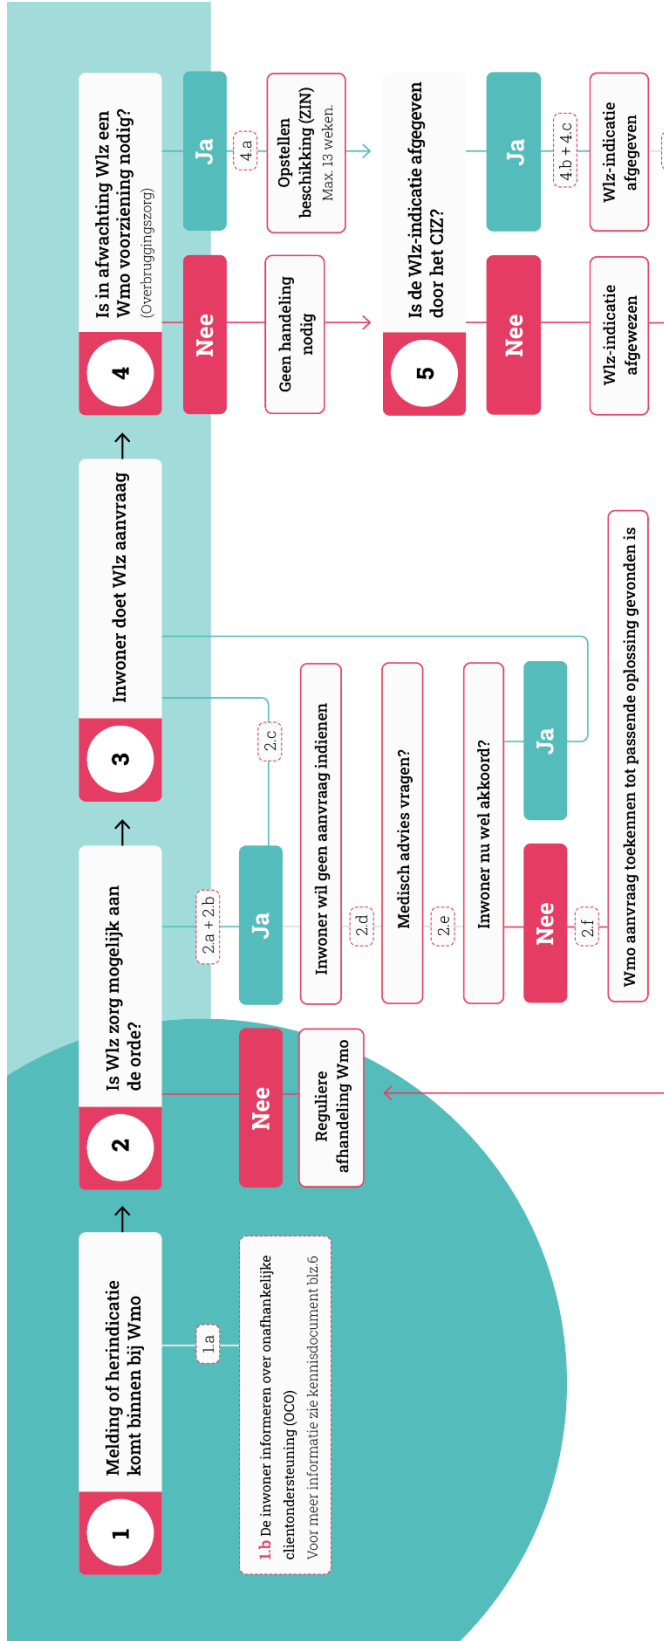 1
Melding of herindicatie
komt binnen bij Wmo
1.a
1.b De inwoner informeren over onafhankelijke
clientondersteuning (OCO)
Voor meer informatie zie kennisdocument blz.6
2
Is Wlz zorg mogelijk aan
de orde?
Nee
Reguliere
afhandeling Wmo
2.a + 2.b
Ja
2.c
Inwoner wil geen aanvraag indienen
2.d
Medisch advies vragen?
2.e
Inwoner nu wel akkoord?
Nee
Ja
2.f
Wmo aanvraag toekennen tot passende oplossing gevonden is
3
Inwoner doet Wlz aanvraag
4
Is in afwachting Wlz een
Wmo voorziening nodig?
(Overbruggingszorg)
Nee
Ja
4.a
Geen handeling
nodig
Opstellen
beschikking (ZIN)
Max. 13 weken.
5
Is de Wlz-indicatie afgegeven
door het CIZ?
Nee
Ja
4.b + 4.c
Wlz-indicatie
afgewezen
Wlz-indicatie
afgegeven